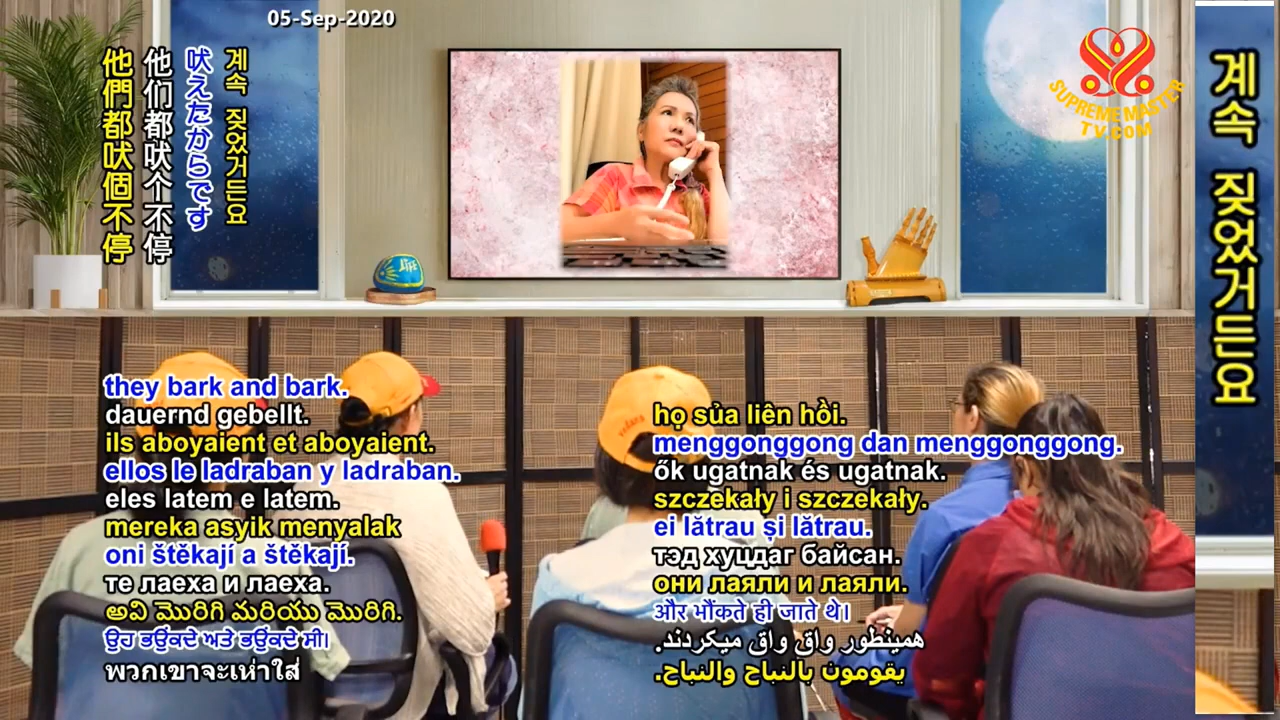 05-Sep-2020
계속 짖었거든요
吠えたからです
他们都吠个不停
他們都吠個不停
LIFE
SUPREME MASTER
TV.COM
계속 짖었거든요
they bark and bark.
dauernd gebellt.
ils aboyaient et aboyaient.
ellos le ladraban y ladraban.
eles latem e latem.
mereka asyik menyalak
oni štěkají a štěkají.
те лаеха и лаеха.
అవి మొరిగి మరియు మొరిగి.
ਉਹ ਭਉਂਕਦੇ ਅਤੇ ਭਉਂਕਦੇ ਸੀ।
พวกเขาจะเห่าใส่
họ sủa liên hồi.
menggonggong dan menggonggong.
ők ugatnak és ugatnak.
szczekały i szczekały.
ei lătrau și lătrau.
тэд хуцдаг байсан.
они лаяли и лаяли.
और भौंकते ही जाते थे।
همینطور واق واق میکردند.
يقومون بالنباح والنباح.